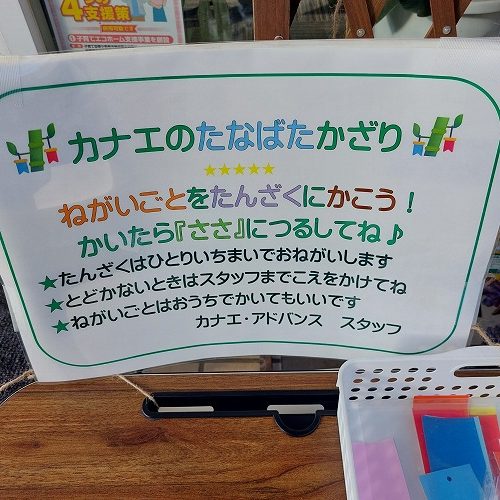 4
支援策
カナエのたなばたかざり
★★★★★
ねがいごとをたんざくにかこう!
かいたら『ささ』につるしてね♪
★たんざくはひとりいちまいでおねがいします
★とどかないときはスタッフまでこえをかけてね
★ねがいごとはおうちでかいてもいいです
カナエ・アドバンス スタッフ